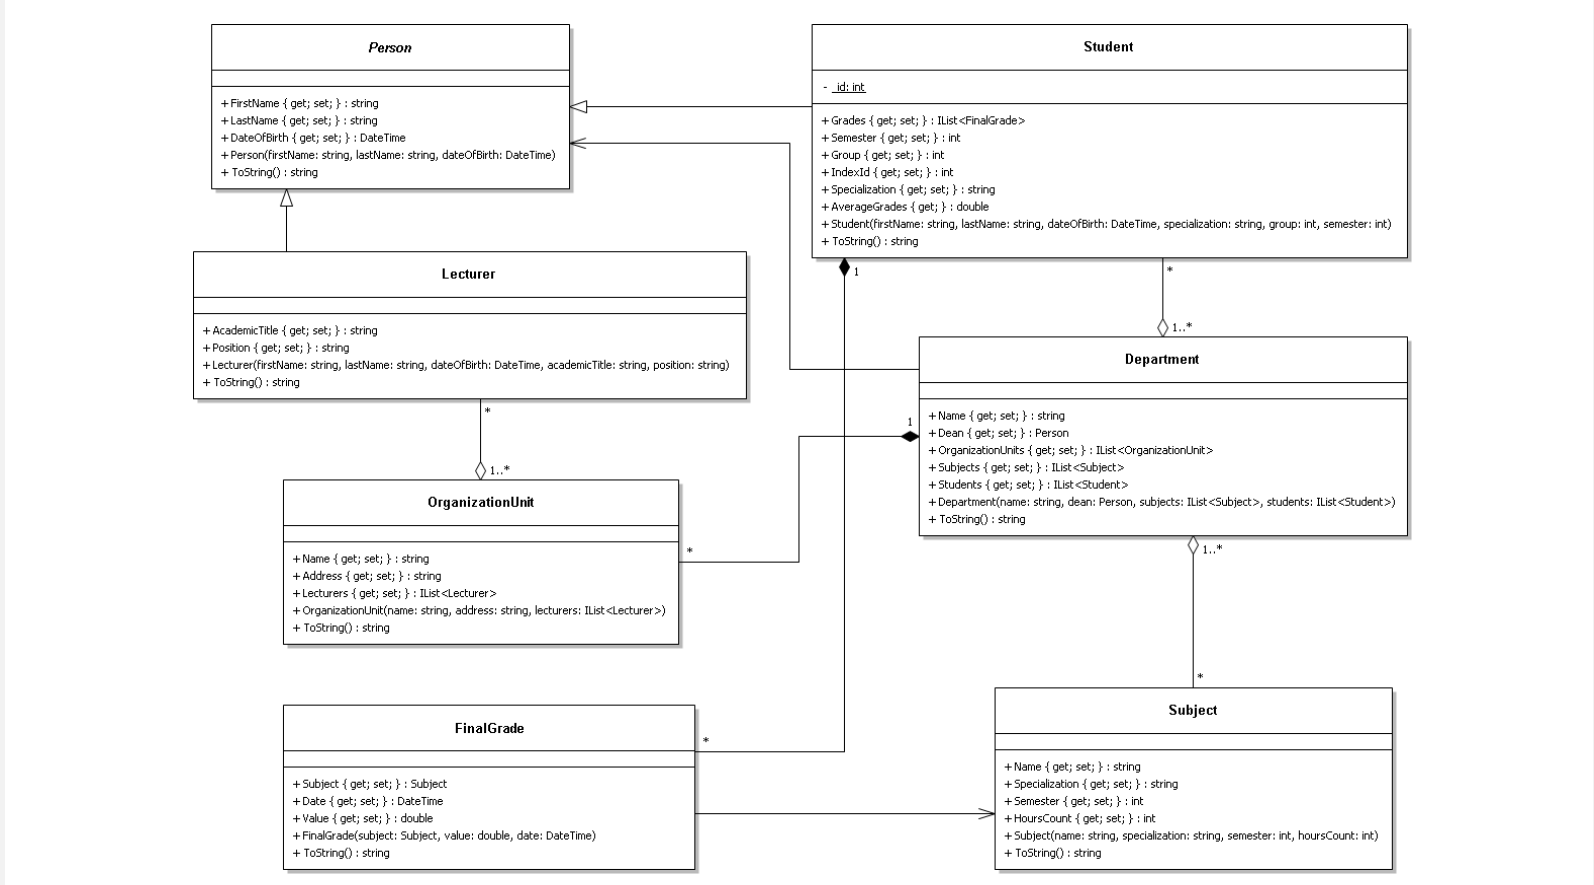 Person
+ FirstName { get; set; } : string
+ LastName { get; set; } : string
+ DateOfBirth { get; set; } : DateTime
+ Person(firstName: string, lastName: string, dateOfBirth: DateTime)
+ ToString() : string
Student
- _id: int
+ Grades { get; set; } : IList<FinalGrade>
+ Semester { get; set; } : int
+ Group { get; set; } : int
+ IndexId { get; set; } : int
+ Specialization { get; set; } : string
+ AverageGrades { get; } : double
+ Student(firstName: string, lastName: string, dateOfBirth: DateTime, specialization: string, group: int, semester: int)
+ ToString() : string
1
*
1..*
Lecturer
+ AcademicTitle { get; set; } : string
+ Position { get; set; } : string
+ Lecturer(firstName: string, lastName: string, dateOfBirth: DateTime, academicTitle: string, position: string)
+ ToString() : string
*
1..*
Department
+ Name { get; set; } : string
+ Dean { get; set; } : Person
+ OrganizationUnits { get; set; } : IList<OrganizationUnit>
+ Subjects { get; set; } : IList<Subject>
+ Students { get; set; } : IList<Student>
+ Department(name: string, dean: Person, subjects: IList<Subject>, students: IList<Student>)
+ ToString() : string
1
*
1..*
*
OrganizationUnit
+ Name { get; set; } : string
+ Address { get; set; } : string
+ Lecturers { get; set; } : IList<Lecturer>
+ OrganizationUnit(name: string, address: string, lecturers: IList<Lecturer>)
+ ToString() : string
FinalGrade
+ Subject { get; set; } : Subject
+ Date { get; set; } : DateTime
+ Value { get; set; } : double
+ FinalGrade(subject: Subject, value: double, date: DateTime)
+ ToString() : string
*
Subject
+ Name { get; set; } : string
+ Specialization { get; set; } : string
+ Semester { get; set; } : int
+ HoursCount { get; set; } : int
+ Subject(name: string, specialization: string, semester: int, hoursCount: int)
+ ToString() : string